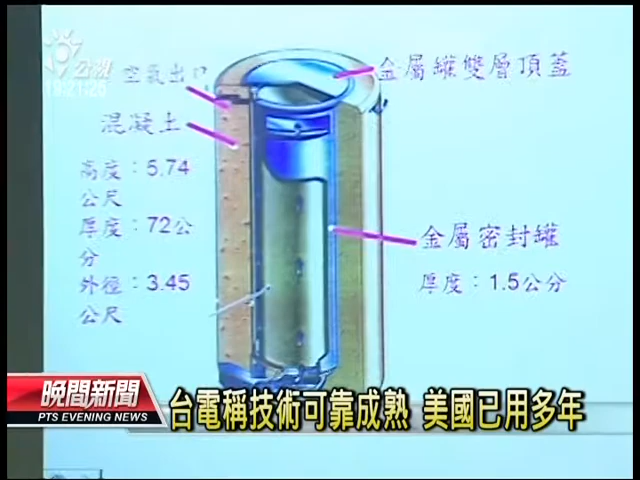 公視
19:21:25
空氣出口
金屬罐雙層頂蓋
混凝土
高度：5.74
公尺
厚度：72公
分
外徑：3.45
公尺
金屬密封罐
厚度：1.5公分
晚間新聞
PTS EVENING NEWS
台電稱技術可靠成熟 美國已用多年